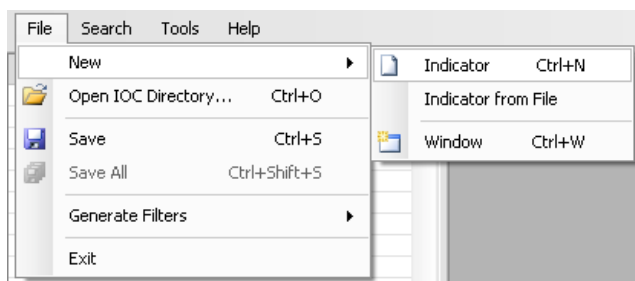 File Search Tools Help
New
Indicator Ctrl+N
Open IOC Directory... Ctrl+O
Indicator from File
Save Ctrl+S
Window Ctrl+W
Save All Ctrl+Shift+S
Generate Filters
Exit